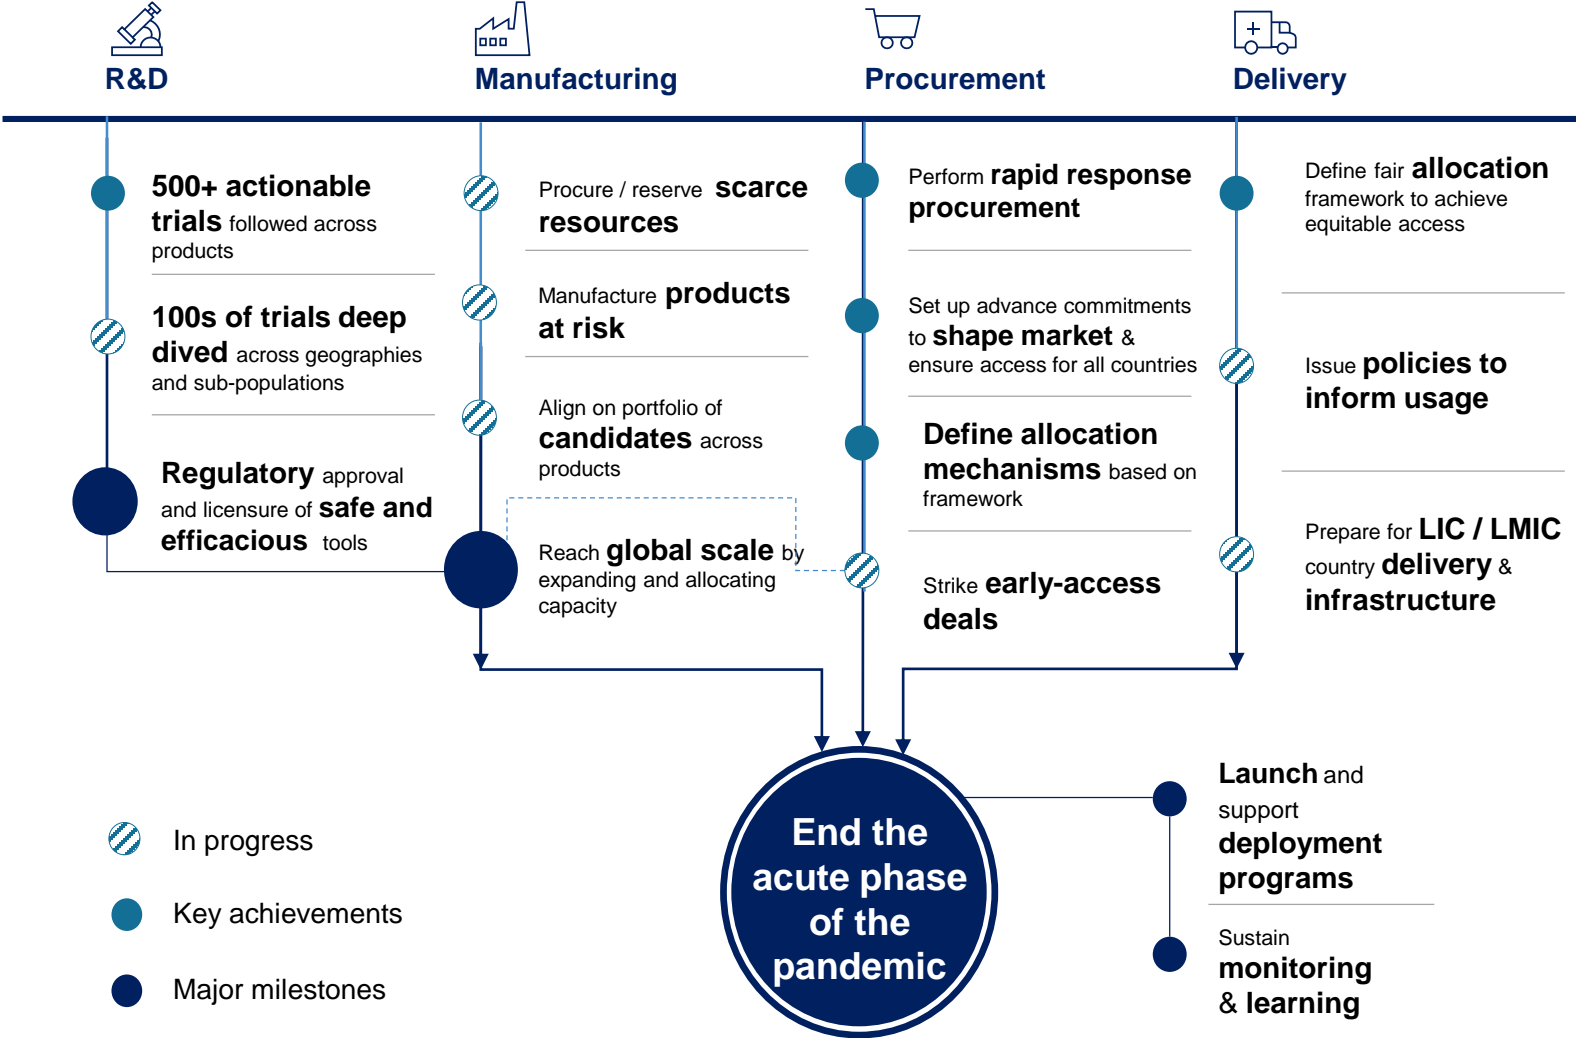 R&D
Manufacturing
Procurement
Delivery
500+ actionable
trials followed across
products
100s of trials deep
dived across geographies
and sub-populations
Regulatory approval
and licensure of safe and
efficacious tools
Procure / reserve scarce
resources
Manufacture products
at risk
Align on portfolio of
candidates across
products
Reach global scale by
expanding and allocating
capacity
Perform rapid response
procurement
Set up advance commitments
to shape market &
ensure access for all countries
Define allocation
mechanisms based on
framework
Strike early-access
deals
Define fair allocation
framework to achieve
equitable access
Issue policies to
inform usage
Prepare for LIC / LMIC
country delivery &
infrastructure
End the
acute phase
of the
pandemic
Launch and
support
deployment
programs
Sustain
monitoring
& learning
In progress
Key achievements
Major milestones